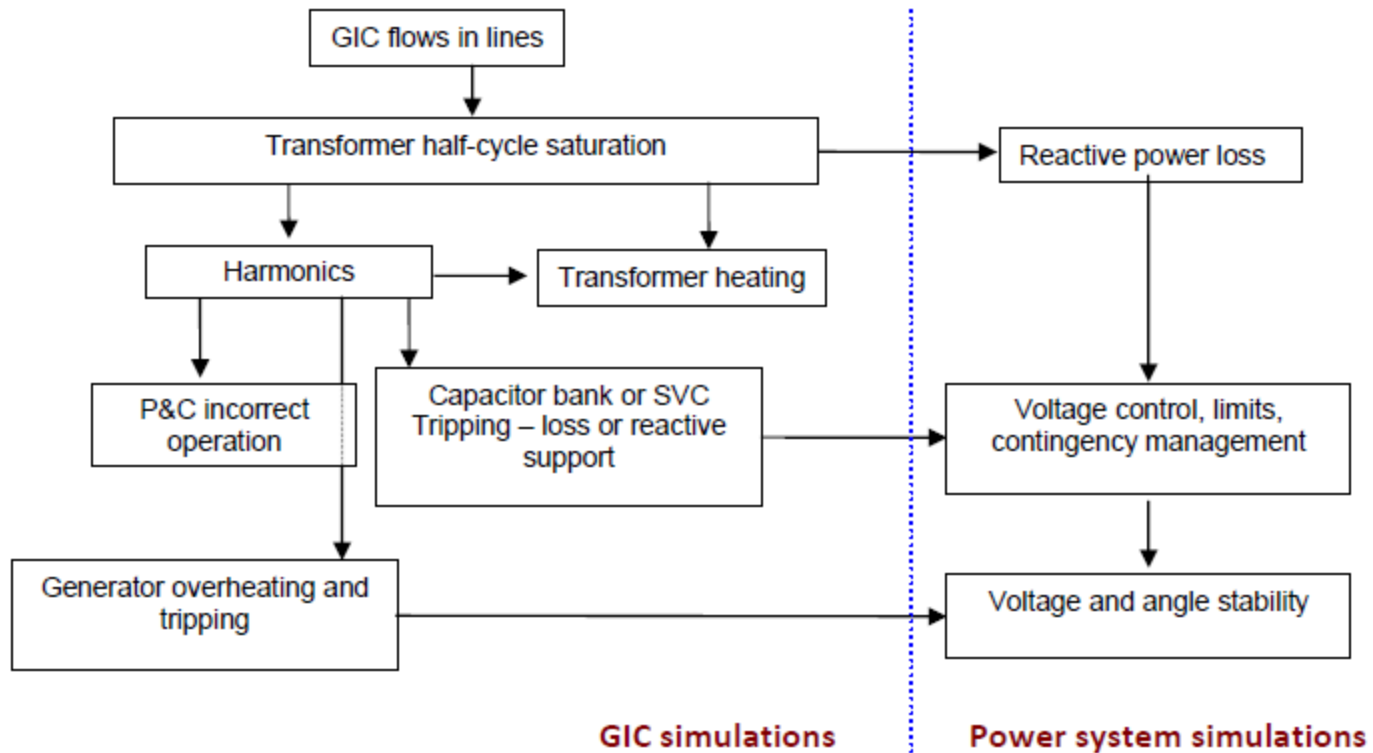 GIC flows in lines
Transformer half-cycle saturation
Reactive power loss
Harmonics
Transformer heating
P&C incorrect
operation
Capacitor bank or SVC
Tripping – loss or reactive
support
Voltage control, limits,
contingency management
Generator overheating and
tripping
Voltage and angle stability
GIC simulations
Power system simulations